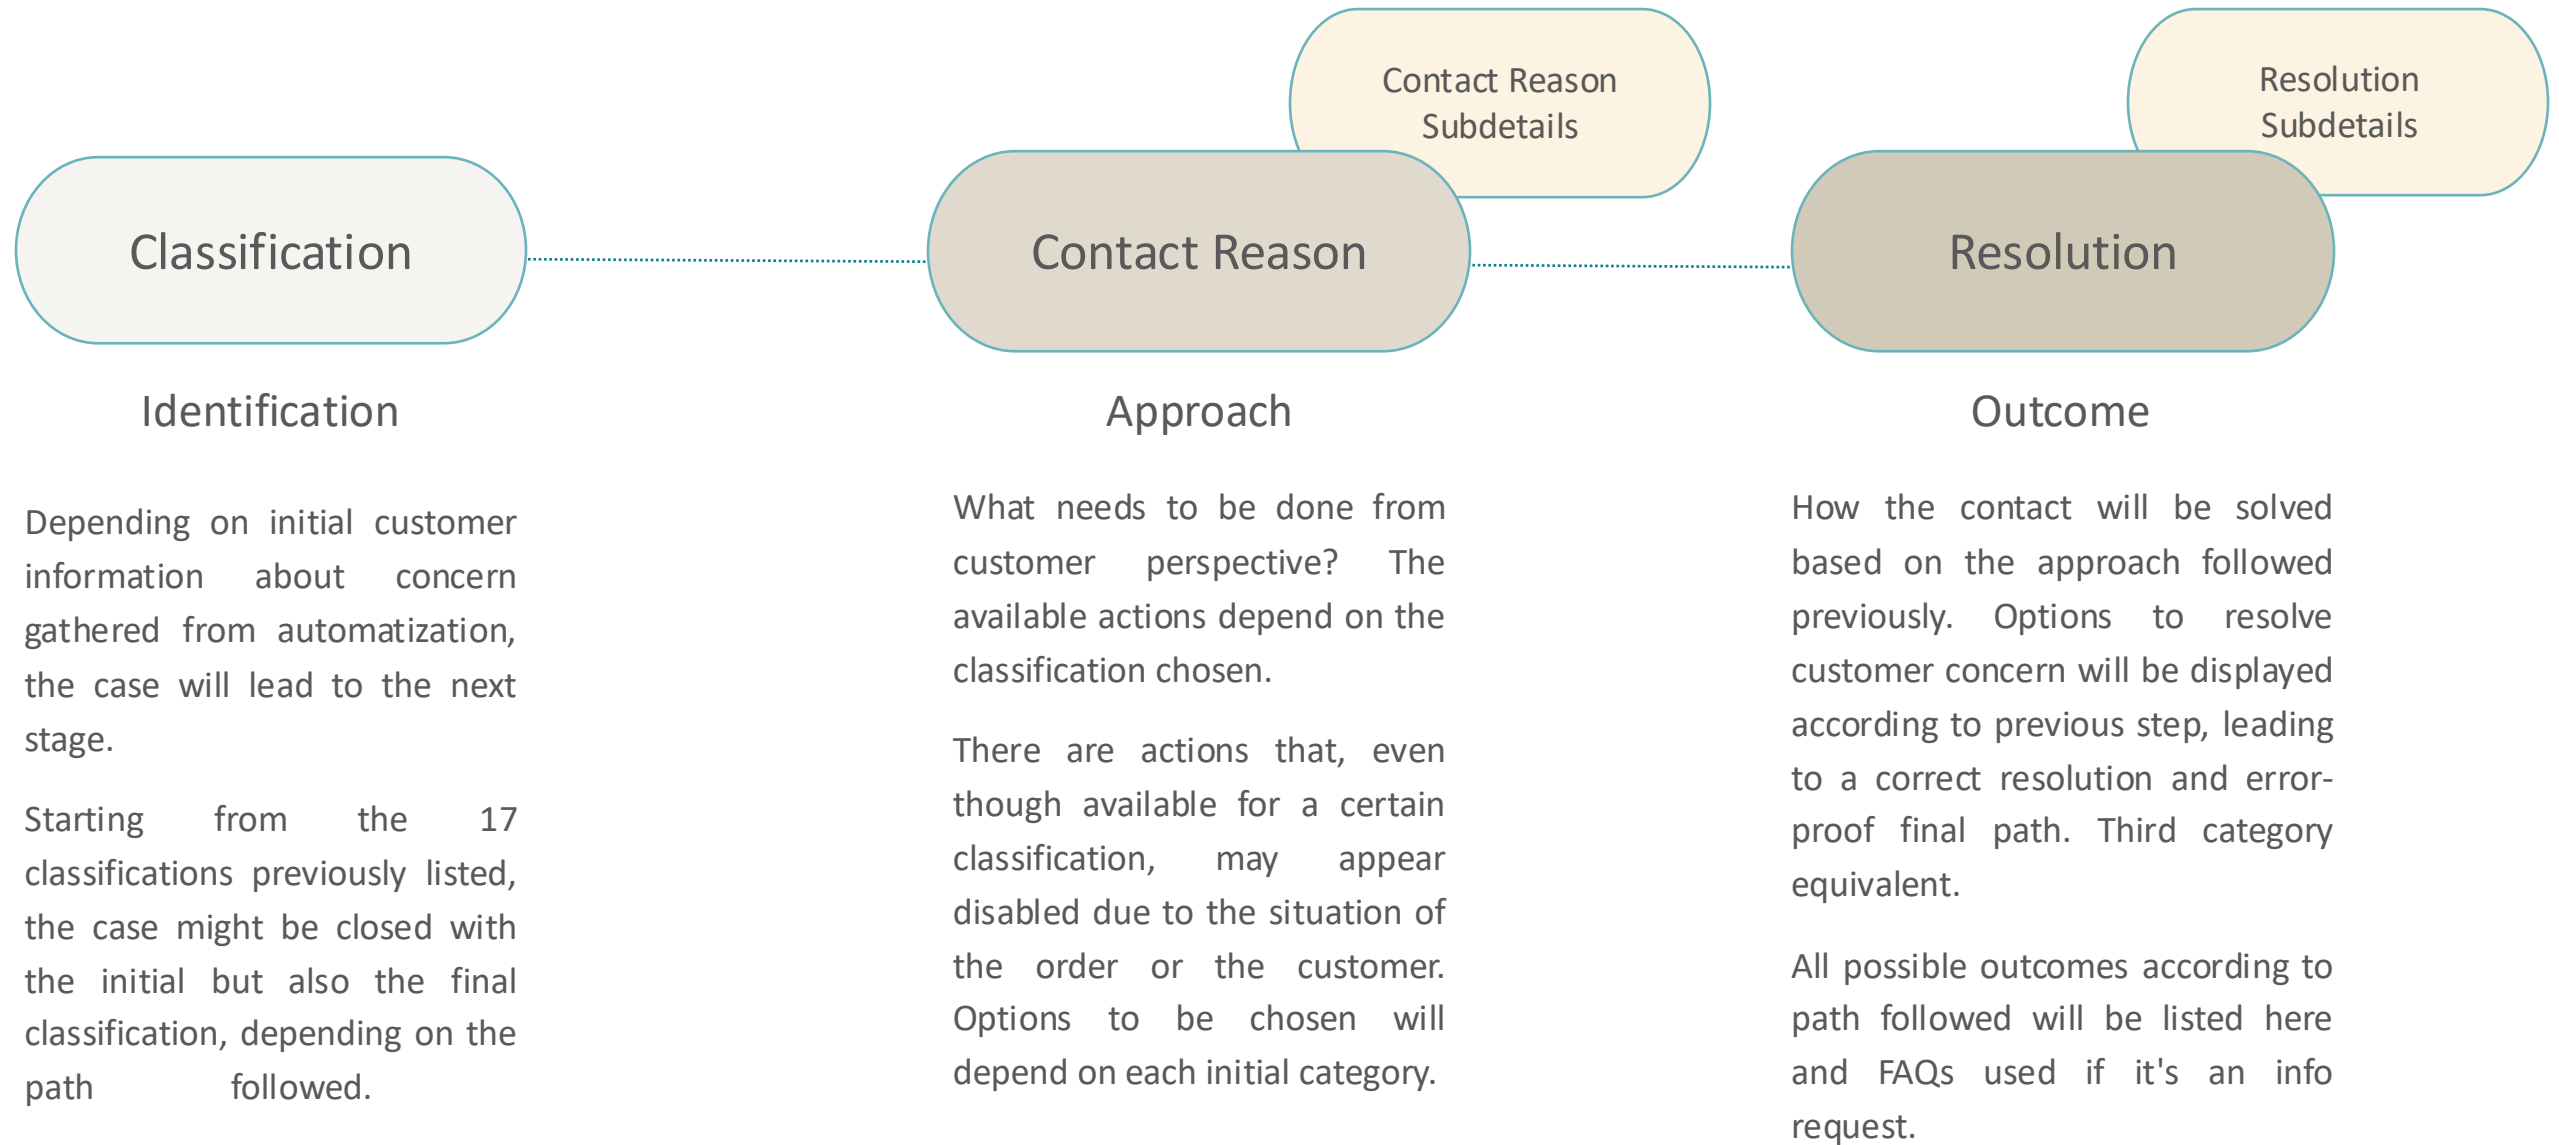 Contact Reason
Subdetails
Resolution
Subdetails
Classification
Contact Reason
Resolution
Identification
Approach
Outcome
Depending on initial customer
information about concern
gathered from automatization,
the case will lead to the next
stage.
Starting from the 17
classifications previously listed,
the case might be closed with
the initial but also the final
classification, depending on the
path followed.
What needs to be done from
customer perspective? The
available actions depend on the
classification chosen.
There are actions that, even
though available for a certain
classification, may appear
disabled due to the situation of
the order or the customer.
Options to be chosen will
depend on each initial category.
How the contact will be solved
based on the approach followed
previously. Options to resolve
customer concern will be displayed
according to previous step, leading
to a correct resolution and error-
proof final path. Third category
equivalent.
All possible outcomes according to
path followed will be listed here
and FAQs used if it's an info
request.